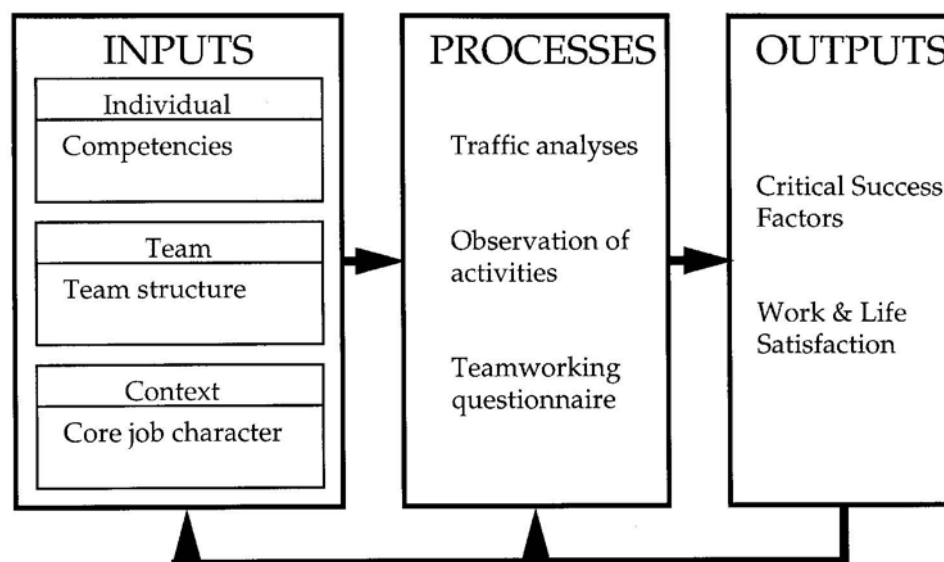 INPUTS
Individual
Competencies
Team
Team structure
Context
Core job character
PROCESSES
Traffic analyses
Observation of
activities
Teamworking
questionnaire
OUTPUTS
Critical Success
Factors
Work & Life
Satisfaction